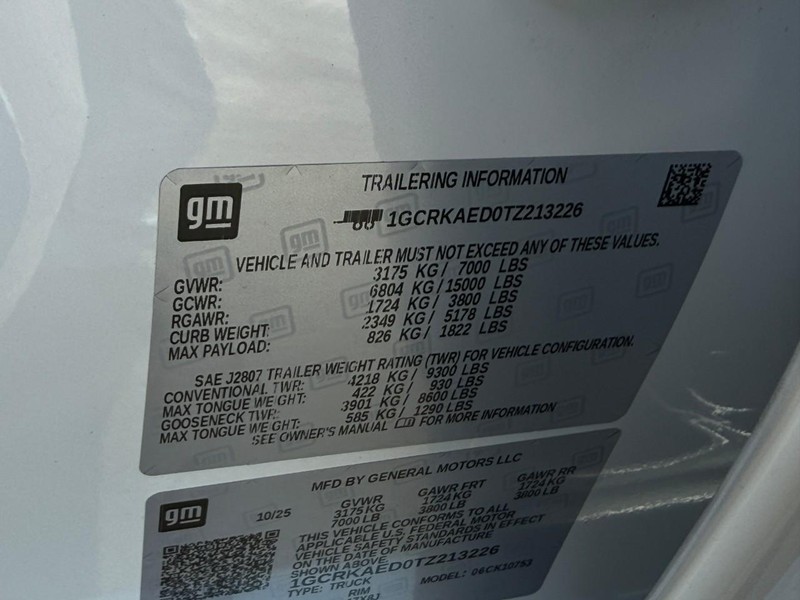 gm
TRAILERING INFORMATION
1GCRKAED0TZ213226
VEHICLE AND TRAILER MUST NOT EXCEED ANY OF THESE VALUES.
GVWR: 3175 KG / 7000 LBS
GCWR: 6804 KG / 15000 LBS
RGAWR: 1724 KG / 3800 LBS
CURB WEIGHT: 2349 KG / 5178 LBS
MAX PAYLOAD: 826 KG / 1822 LBS
SAE J2807 TRAILER WEIGHT RATING (TWR) FOR VEHICLE CONFIGURATION.
CONVENTIONAL TWR: 4218 KG / 9300 LBS
MAX TONGUE WEIGHT: 422 KG / 930 LBS
GOOSENECK TWR: 3901 KG / 8600 LBS
MAX TONGUE WEIGHT: 585 KG / 1290 LBS
SEE OWNER'S MANUAL FOR MORE INFORMATION
gm
MFD BY GENERAL MOTORS LLC
10/25 GVWR GAWR FRT GAWR RR
3175 KG 1724 KG 1724 KG
7000 LB 3800 LB 3800 LB
THIS VEHICLE CONFORMS TO ALL
APPLICABLE U.S. FEDERAL MOTOR
VEHICLE SAFETY STANDARDS IN EFFECT
ON THE DATE OF MANUFACTURE
SHOWN ABOVE.
1GCRKAED0TZ213226
TYPE: TRUCK MODEL: 06CK10753
RIM